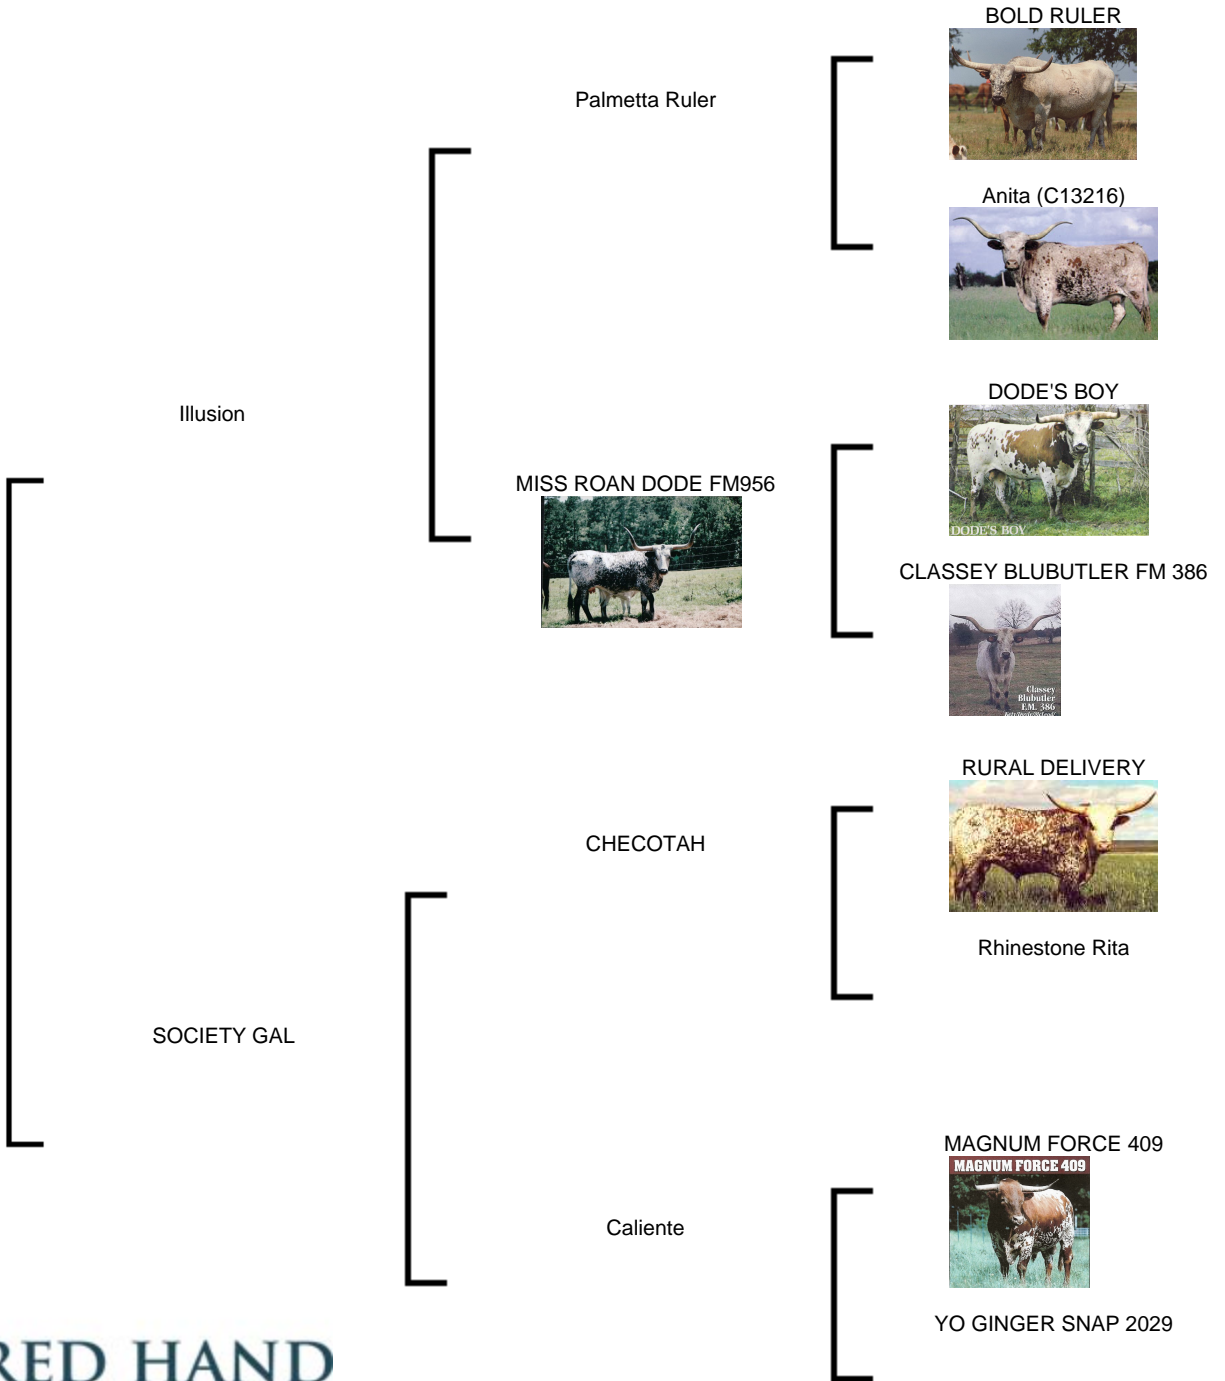 BOLD RULER
Palmetta Ruler
Anita (C13216)
Illusion
DODE'S BOY
DODE'S BOY
MISS ROAN DODE FM956
CLASSEY BLUBUTLER FM 386
Classey
Blubutler
F.M. 386
RURAL DELIVERY
CHECOTAH
Rhinestone Rita
SOCIETY GAL
MAGNUM FORCE 409
MAGNUM FORCE 409
Caliente
YO GINGER SNAP 2029
RED HAND